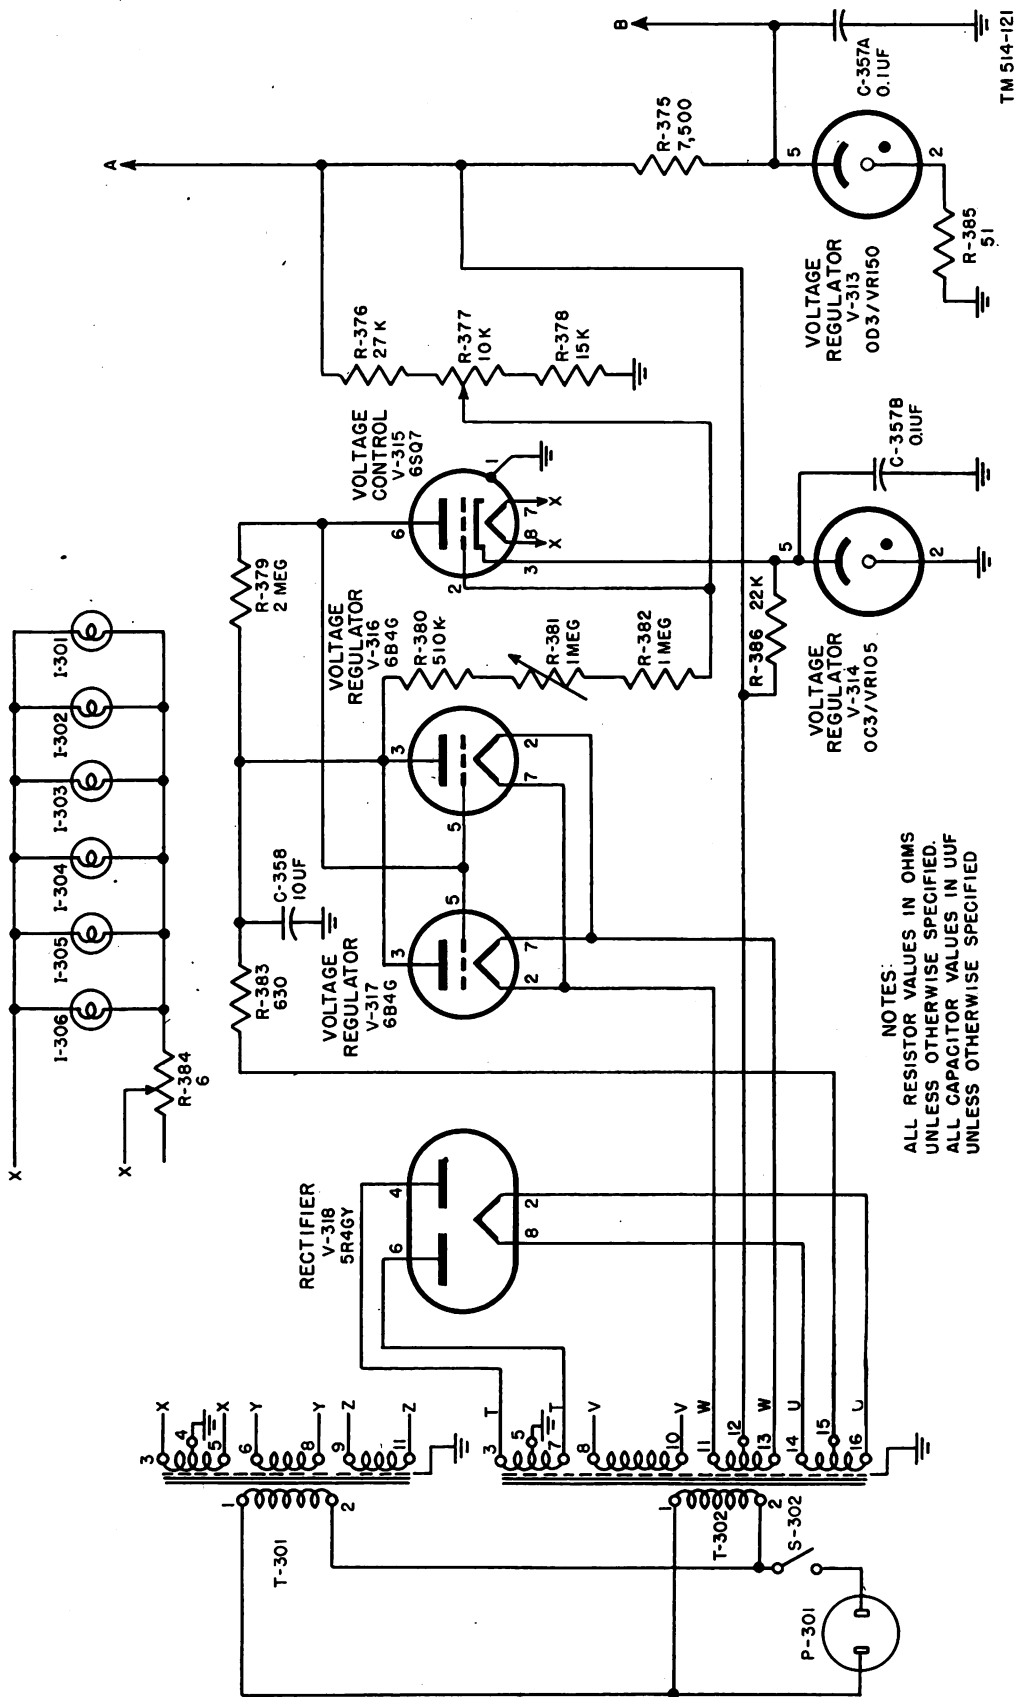 I-306
I-305
I-304
I-303
I-302
I-301
X
X
R-384
6
A
B
R-383
630
C-358
10UF
R-379
2 MEG
RECTIFIER
V-318
5R4GY
6
4
8
2
VOLTAGE
REGULATOR
V-317
6B4G
3
5
2
7
VOLTAGE
REGULATOR
V-316
6B4G
3
5
7
2
R-380
510K
R-381
1MEG
R-382
1MEG
VOLTAGE
CONTROL
V-315
6SQ7
6
2
3
8
7
1
X
X
R-376
27K
R-377
10K
R-378
15K
R-375
7,500
T-301
1
2
3
4
5
6
8
9
11
X
X
Y
Y
Z
Z
T-302
1
2
3
5
7
8
10
11
12
13
14
15
16
T
T
V
V
W
W
U
U
S-302
P-301
R-386 22K
VOLTAGE
REGULATOR
V-314
OC3/VR105
5
2
C-357B
0.1UF
VOLTAGE
REGULATOR
V-313
OD3/VR150
5
2
R-385
51
C-357A
0.1UF
NOTES:
ALL RESISTOR VALUES IN OHMS
UNLESS OTHERWISE SPECIFIED.
ALL CAPACITOR VALUES IN UUF
UNLESS OTHERWISE SPECIFIED
TM 514-121